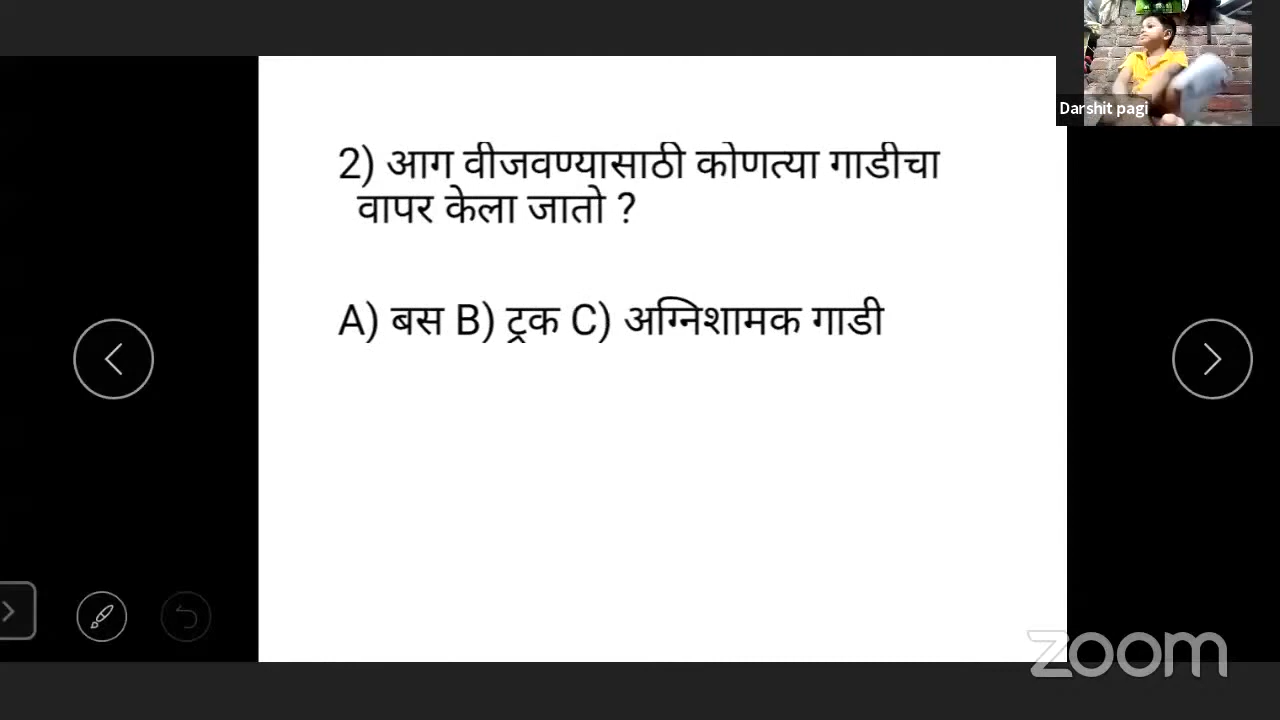 Darshit pagi
2) आग वीजवण्यासाठी कोणत्या गाडीचा
वापर केला जातो ?
A) बस B) ट्रक C) अग्निशामक गाडी
zoom